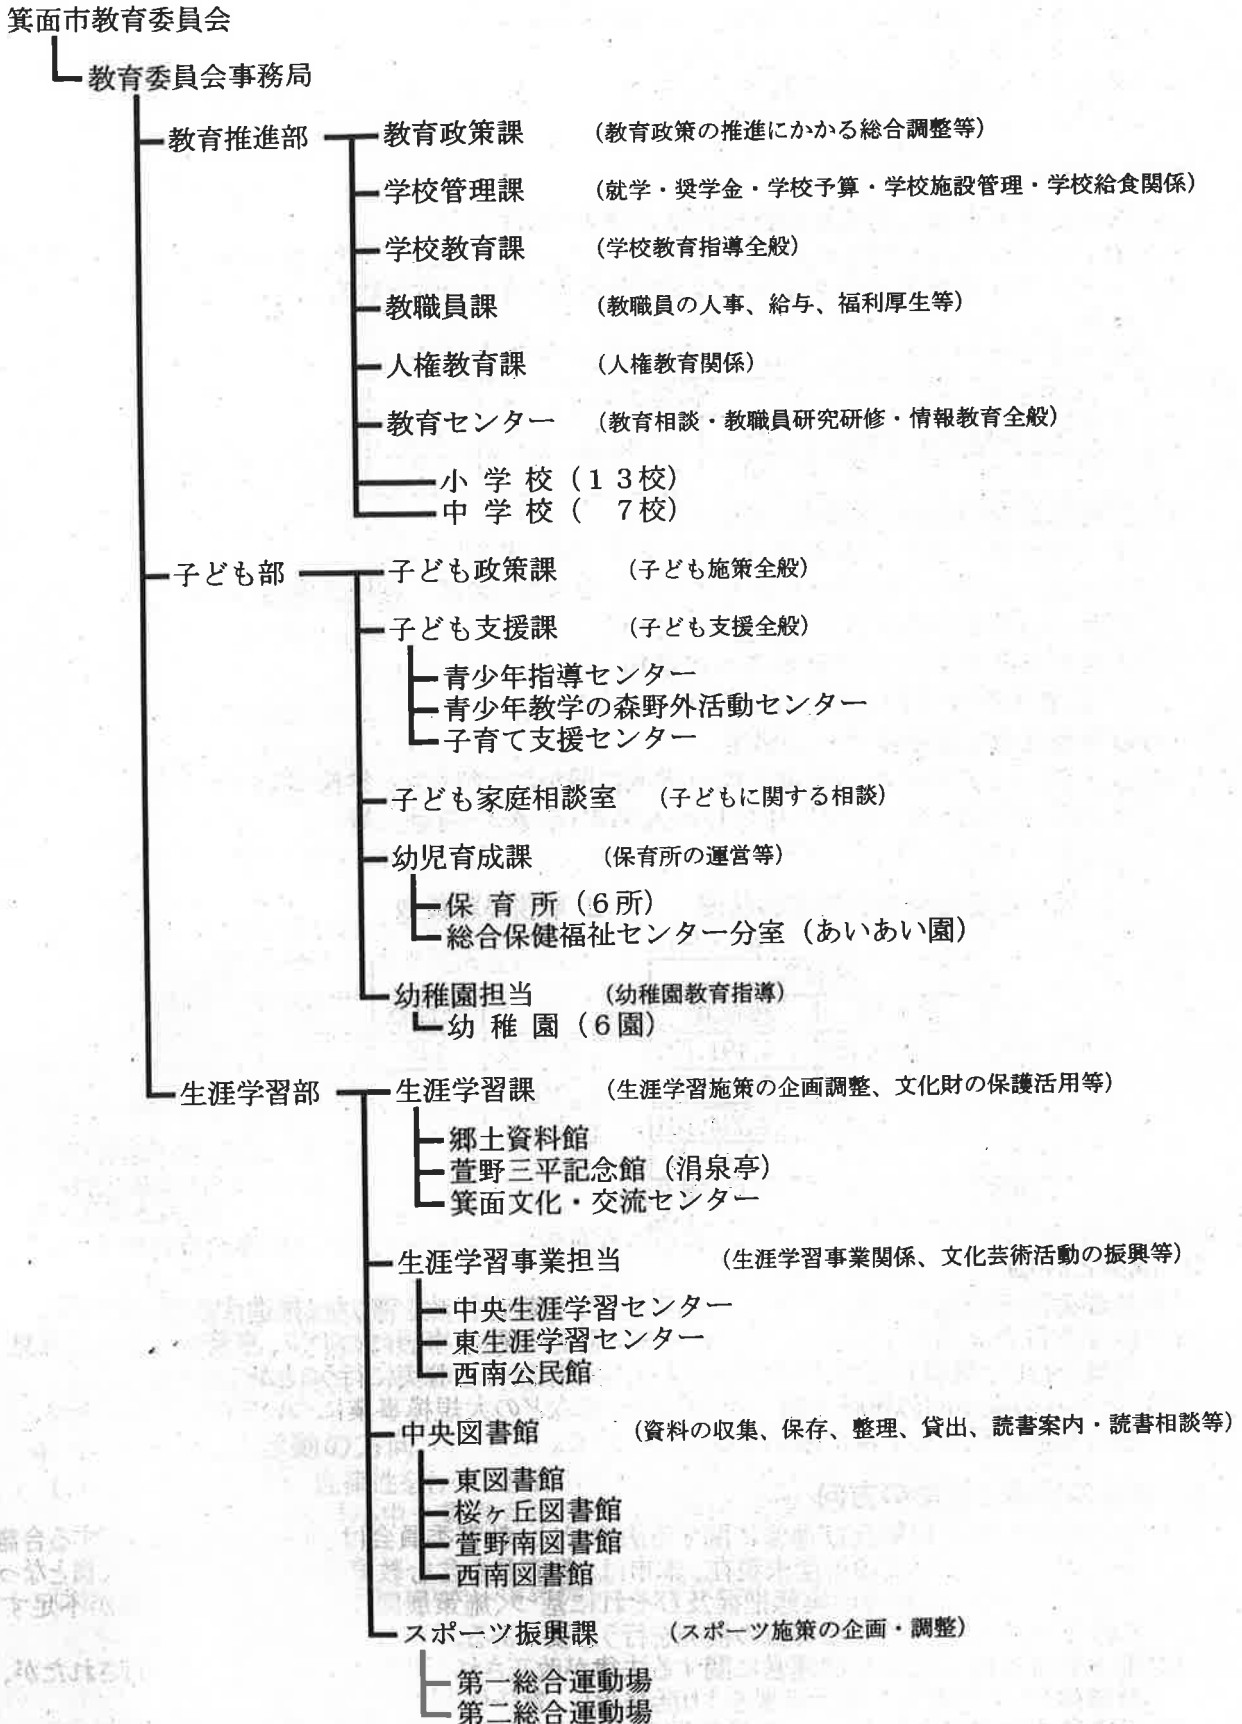 箕面市教育委員会
教育委員会事務局
教育推進部 教育政策課 (教育政策の推進にかかる総合調整等)
学校管理課 (就学・奨学金・学校予算・学校施設管理・学校給食関係)
学校教育課 (学校教育指導全般)
教職員課 (教職員の人事、給与、福利厚生等)
人権教育課 (人権教育関係)
教育センター (教育相談・教職員研究研修・情報教育全般)
小 学 校 (１３校)
中 学 校 (　７校)
子ども部 子ども政策課 (子ども施策全般)
子ども支援課 (子ども支援全般)
青少年指導センター
青少年教学の森野外活動センター
子育て支援センター
子ども家庭相談室 (子どもに関する相談)
幼児育成課 (保育所の運営等)
保 育 所 (６所)
総合保健福祉センター分室 (あいあい園)
幼稚園担当 (幼稚園教育指導)
幼 稚 園 (６園)
生涯学習部 生涯学習課 (生涯学習施策の企画調整、文化財の保護活用等)
郷土資料館
萱野三平記念館 (涓泉亭)
箕面文化・交流センター
生涯学習事業担当 (生涯学習事業関係、文化芸術活動の振興等)
中央生涯学習センター
東生涯学習センター
西南公民館
中央図書館 (資料の収集、保存、整理、貸出、読書案内・読書相談等)
東図書館
桜ヶ丘図書館
萱野南図書館
西南図書館
スポーツ振興課 (スポーツ施策の企画・調整)
第一総合運動場
第二総合運動場